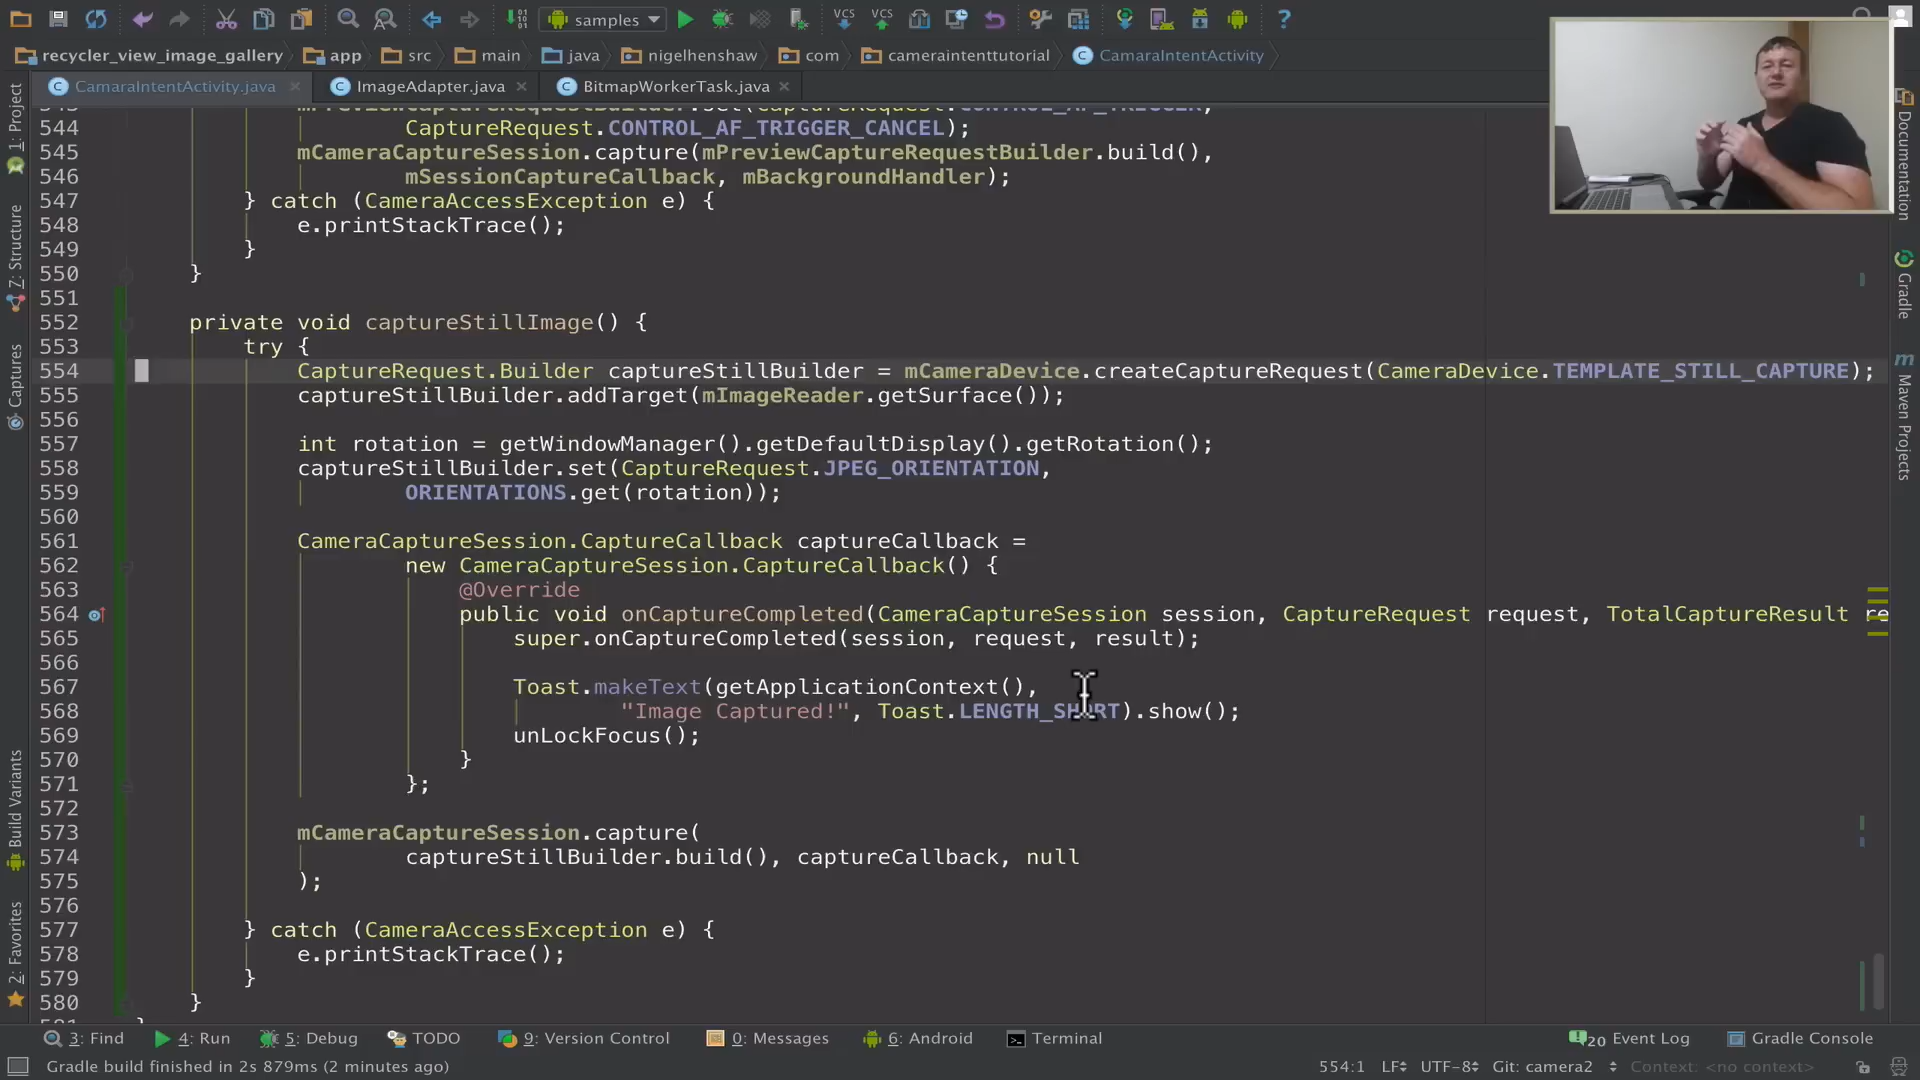 samples
VCS
VCS
recycler_view_image_gallery
app
src
main
java
nigelhenshaw
com
cameraintenttutorial
CamaraIntentActivity
CamaraIntentActivity.java
ImageAdapter.java
BitmapWorkerTask.java
1: Project
7: Structure
Captures
Build Variants
2: Favorites
Documentation
Gradle
Maven Projects
544 CaptureRequest.CONTROL_AF_TRIGGER_CANCEL);
545 mCameraCaptureSession.capture(mPreviewCaptureRequestBuilder.build(),
546 mSessionCaptureCallback, mBackgroundHandler);
547 } catch (CameraAccessException e) {
548 e.printStackTrace();
549 }
550 }
551
552 private void captureStillImage() {
553 try {
554 CaptureRequest.Builder captureStillBuilder = mCameraDevice.createCaptureRequest(CameraDevice.TEMPLATE_STILL_CAPTURE);
555 captureStillBuilder.addTarget(mImageReader.getSurface());
556
557 int rotation = getWindowManager().getDefaultDisplay().getRotation();
558 captureStillBuilder.set(CaptureRequest.JPEG_ORIENTATION,
559 ORIENTATIONS.get(rotation));
560
561 CameraCaptureSession.CaptureCallback captureCallback =
562 new CameraCaptureSession.CaptureCallback() {
563 @Override
564 public void onCaptureCompleted(CameraCaptureSession session, CaptureRequest request, TotalCaptureResult re
565 super.onCaptureCompleted(session, request, result);
566
567 Toast.makeText(getApplicationContext(),
568 "Image Captured!", Toast.LENGTH_SHORT).show();
569 unLockFocus();
570 }
571 };
572
573 mCameraCaptureSession.capture(
574 captureStillBuilder.build(), captureCallback, null
575 );
576
577 } catch (CameraAccessException e) {
578 e.printStackTrace();
579 }
580 }
3: Find
4: Run
5: Debug
TODO
9: Version Control
0: Messages
6: Android
Terminal
20 Event Log
Gradle Console
Gradle build finished in 2s 879ms (2 minutes ago)
554:1
LF
UTF-8
Git: camera2
Context: <no context>